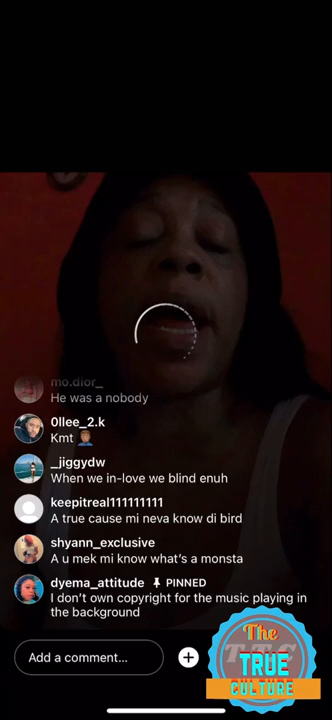 mo.dior_
He was a nobody
0llee_2.k
Kmt 🤦🏾‍♂️
_jiggydw
When we in-love we blind enuh
keepitreal111111111
A true cause mi neva know di bird
shyann_exclusive
A u mek mi know what's a monsta
dyema_attitude PINNED
I don't own copyright for the music playing in
the background
Add a comment...
The
TTC
TRUE
CULTURE